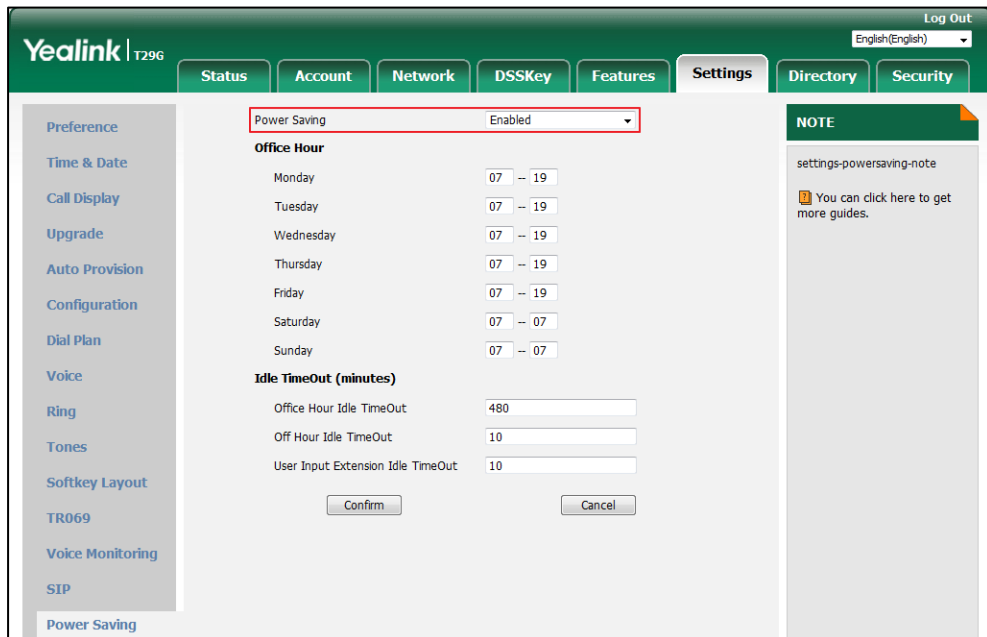 Log Out
Yealink T29G
English(English)
Status Account Network DSSKey Features Settings Directory Security
Preference
Time & Date
Call Display
Upgrade
Auto Provision
Configuration
Dial Plan
Voice
Ring
Tones
Softkey Layout
TR069
Voice Monitoring
SIP
Power Saving
Power Saving Enabled
Office Hour
Monday 07 -- 19
Tuesday 07 -- 19
Wednesday 07 -- 19
Thursday 07 -- 19
Friday 07 -- 19
Saturday 07 -- 07
Sunday 07 -- 07
Idle TimeOut (minutes)
Office Hour Idle TimeOut 480
Off Hour Idle TimeOut 10
User Input Extension Idle TimeOut 10
Confirm Cancel
NOTE
settings-powersaving-note
? You can click here to get
more guides.